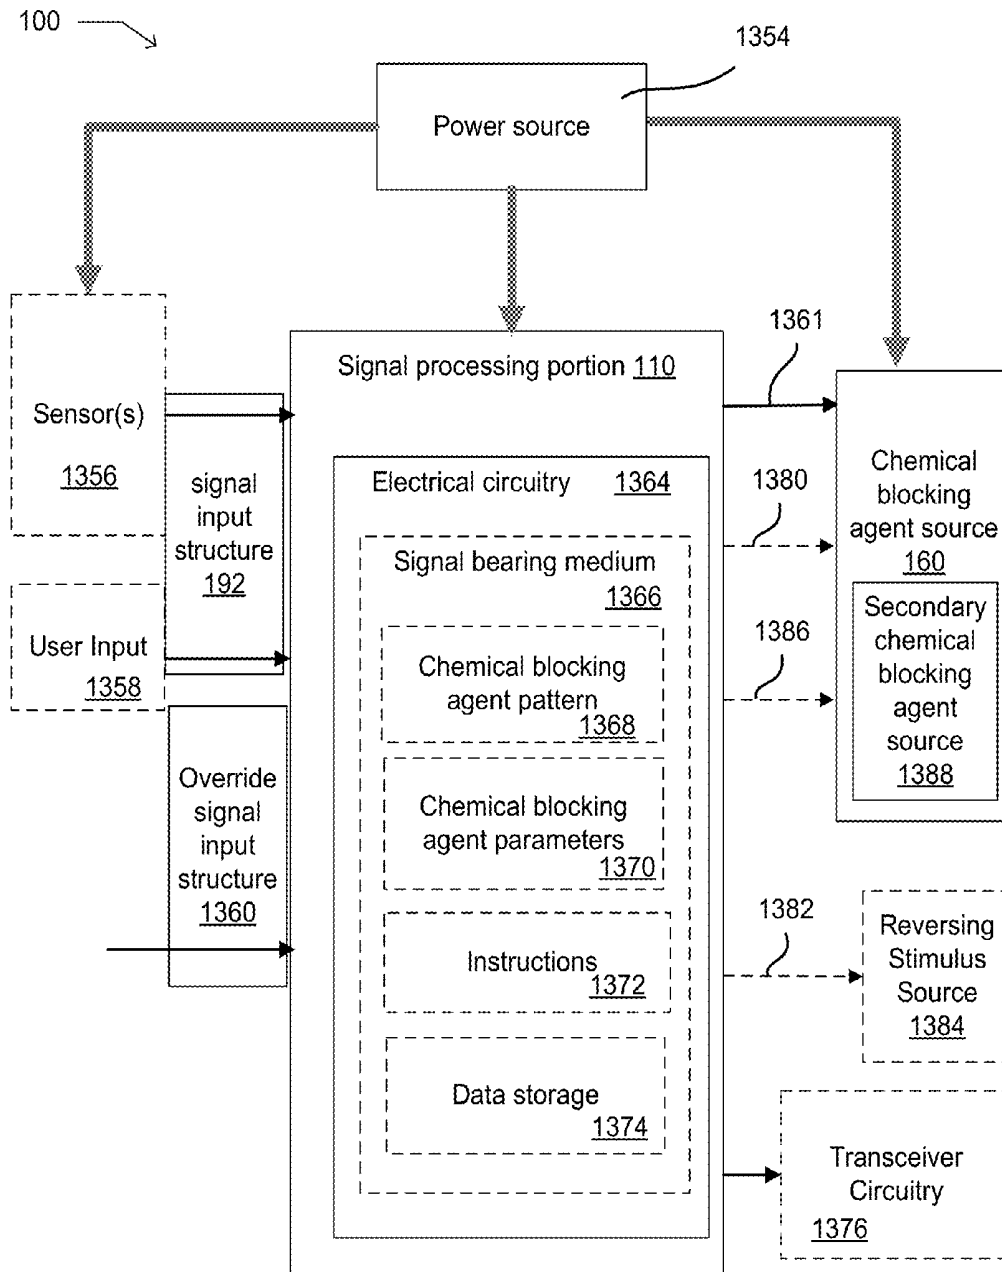 100
1354
Power source
1361
Signal processing portion 110
Sensor(s)
1356
signal
input
structure
192
Electrical circuitry 1364
1380
Chemical
blocking
agent source
160
Signal bearing medium
1366
User Input
1358
Chemical blocking
agent pattern
1368
1386
Secondary
chemical
blocking
agent
source
1388
Override
signal
input
structure
1360
Chemical blocking
agent parameters
1370
1382
Instructions
1372
Reversing
Stimulus
Source
1384
Data storage
1374
Transceiver
Circuitry
1376